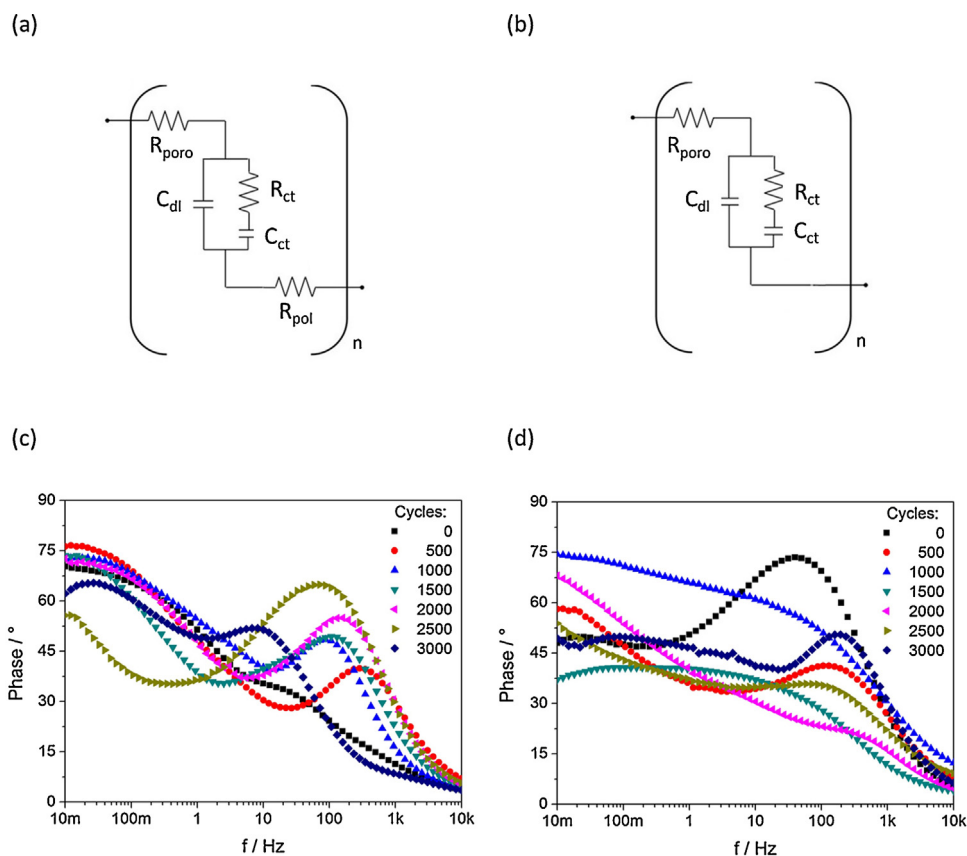 (a)
(b)
R_poro
C_dl
R_ct
C_ct
R_pol
n
R_poro
C_dl
R_ct
C_ct
n
(c)
(d)
Phase / °
90
75
60
45
30
15
0
10m
100m
1
10
100
1k
10k
f / Hz
Cycles:
0
500
1000
1500
2000
2500
3000
Phase / °
90
75
60
45
30
15
0
10m
100m
1
10
100
1k
10k
f / Hz
Cycles:
0
500
1000
1500
2000
2500
3000